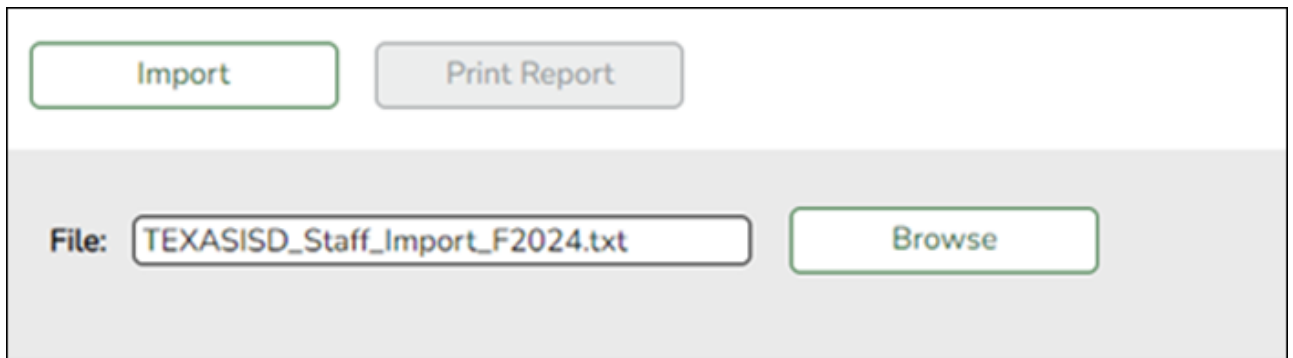 Import
Print Report
File: TEXASISD_Staff_Import_F2024.txt
Browse